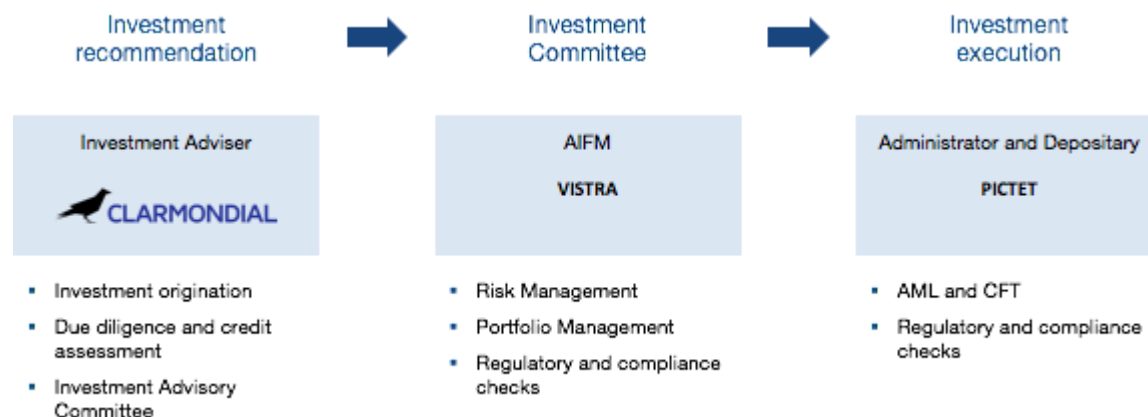 Investment
recommendation
Investment
Committee
Investment
execution
Investment Adviser
CLARMONDIAL
AIFM
VISTRA
Administrator and Depositary
PICTET
▪ Investment origination
▪ Due diligence and credit
assessment
▪ Investment Advisory
Committee
▪ Risk Management
▪ Portfolio Management
▪ Regulatory and compliance
checks
▪ AML and CFT
▪ Regulatory and compliance
checks